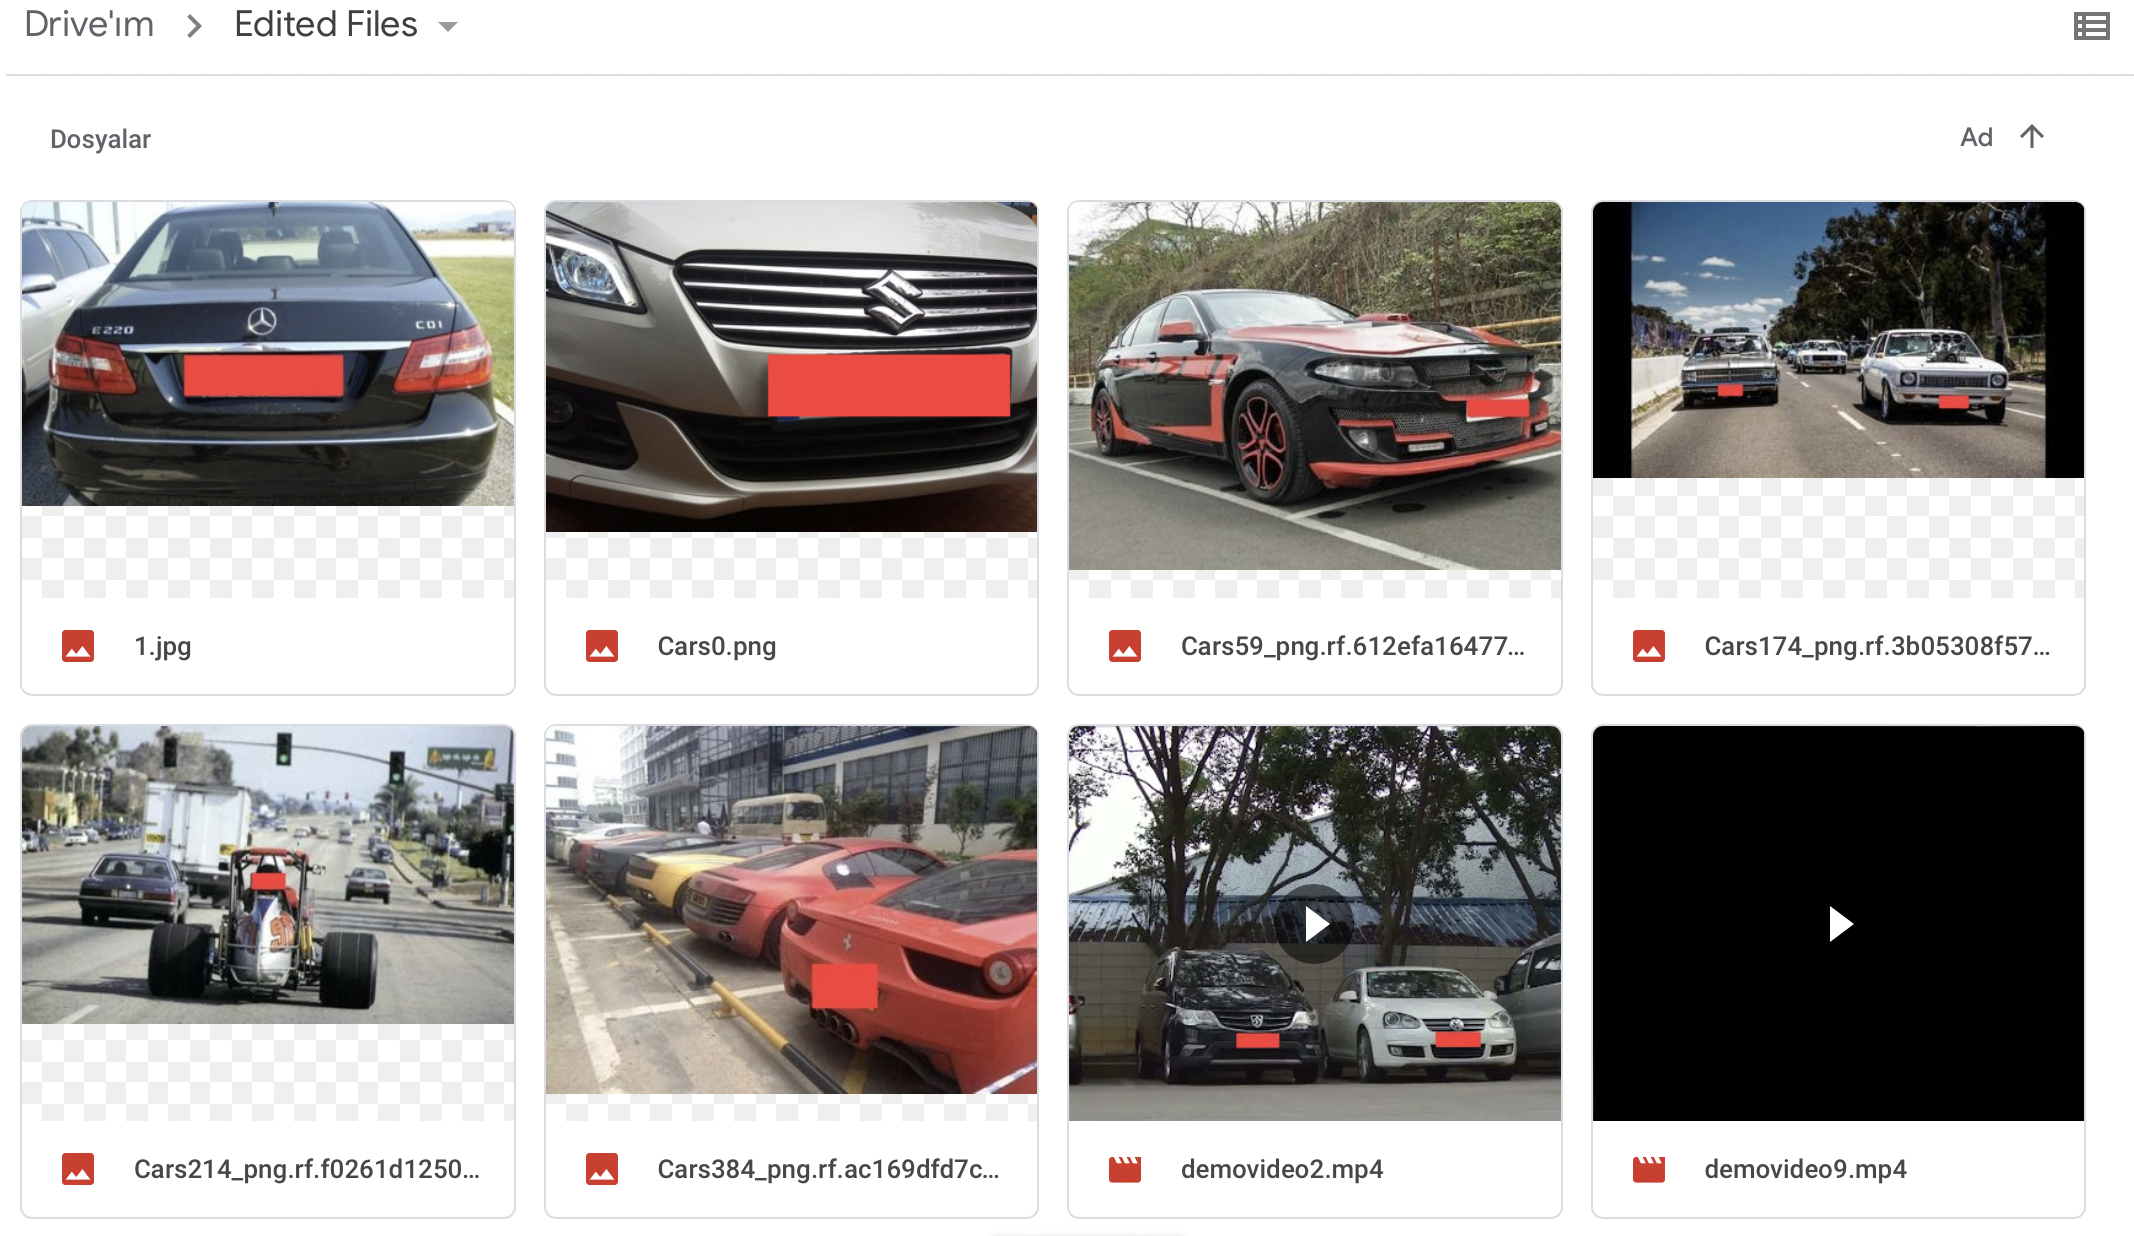 Drive'ım > Edited Files
Dosyalar
Ad
E 220
CDI
1.jpg
Cars0.png
Cars59_png.rf.612efa16477...
Cars174_png.rf.3b05308f57...
Cars214_png.rf.f0261d1250...
Cars384_png.rf.ac169dfd7c...
demovideo2.mp4
demovideo9.mp4